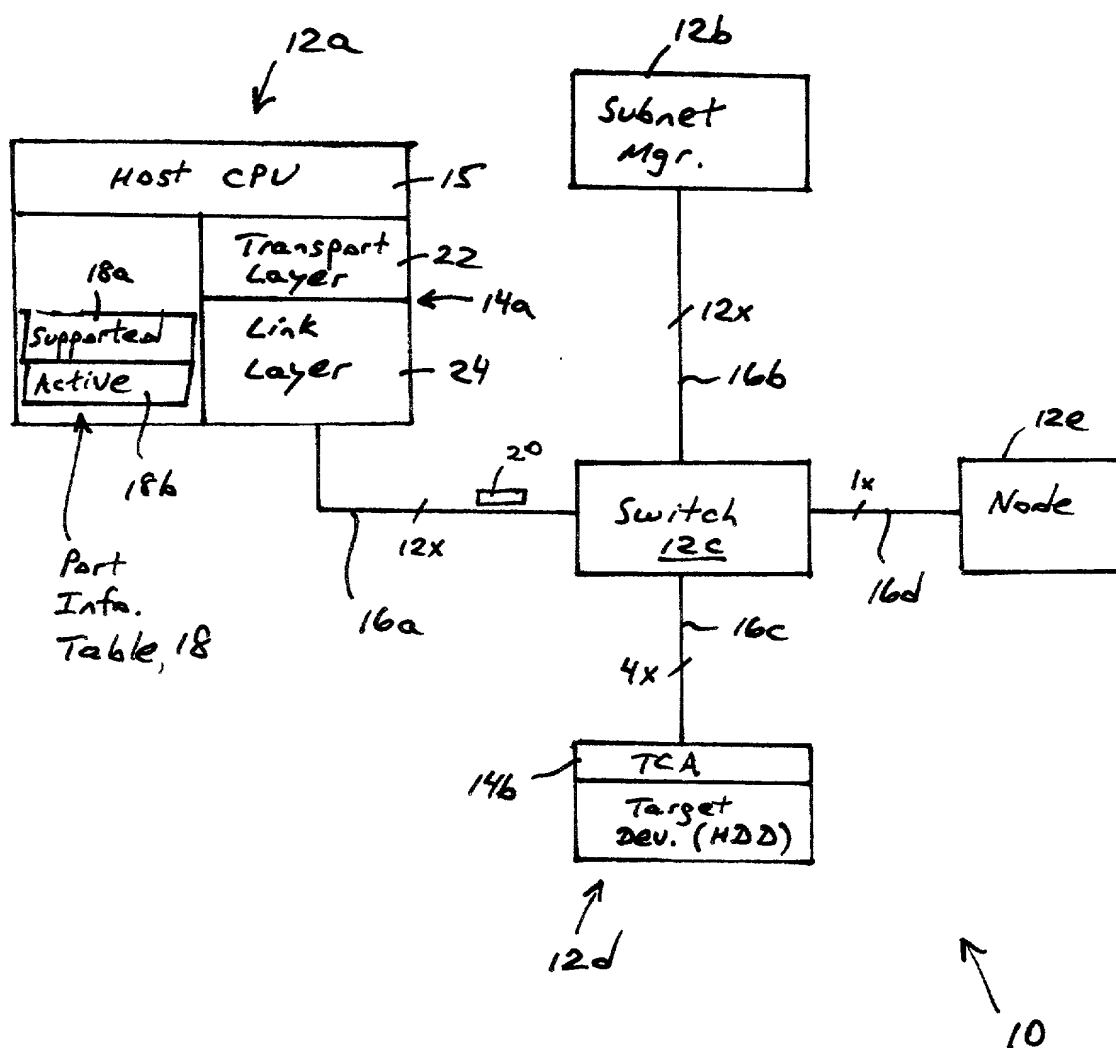 12a
12b
Subnet
Mgr.
Host CPU
15
Transport
Layer
22
14a
18a
Supported
Active
Link
Layer
24
18b
12x
16b
12e
20
Switch
12c
1x
Node
12x
16d
Port
Info.
Table, 18
16a
16c
4x
14b
TCA
Target
Dev. (HDD)
12d
10